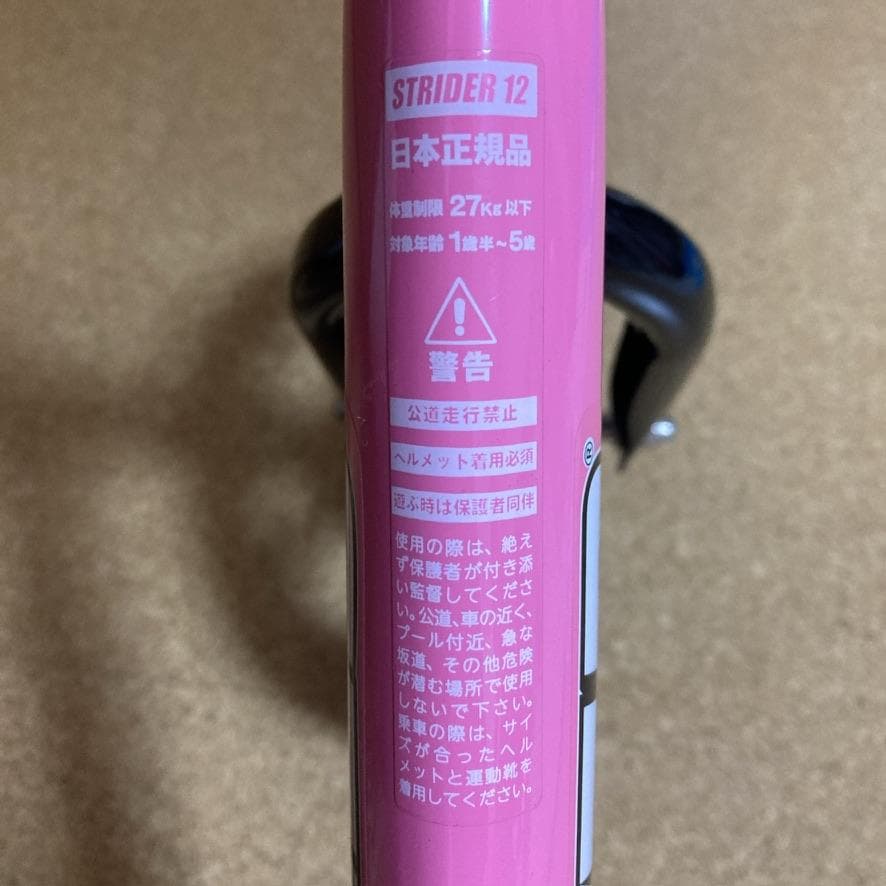 STRIDER 12
日本正規品
体重制限 27Kg 以下
対象年齢 1歳半~5歳
警告
公道走行禁止
ヘルメット着用必須
遊ぶ時は保護者同伴
使用の際は、絶え
ず保護者が付き添
い監督してくださ
い。公道、車の近く、
プール付近、急な
坂道、その他危険
が潜む場所で使用
しないで下さい。
乗車の際は、サイ
ズが合ったヘル
メットと運動靴を
着用してください。
®